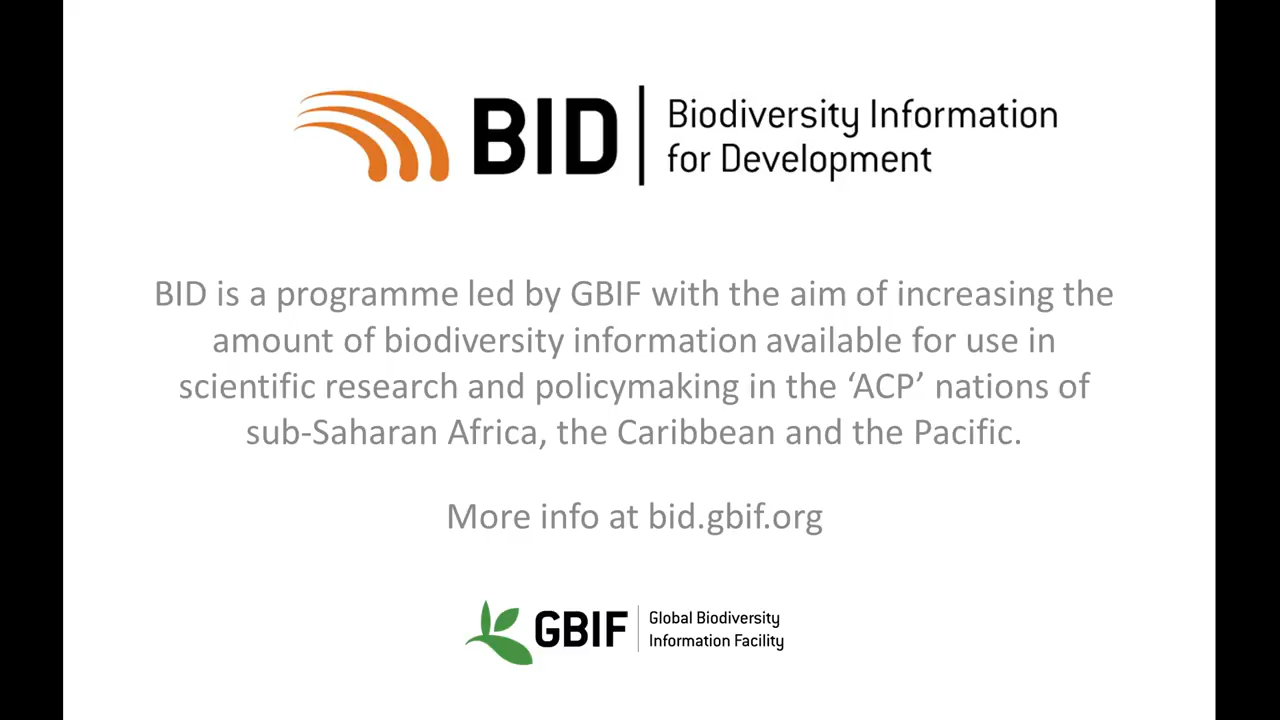 BID
Biodiversity Information
for Development
BID is a programme led by GBIF with the aim of increasing the
amount of biodiversity information available for use in
scientific research and policymaking in the ‘ACP’ nations of
sub-Saharan Africa, the Caribbean and the Pacific.
More info at bid.gbif.org
GBIF
Global Biodiversity
Information Facility